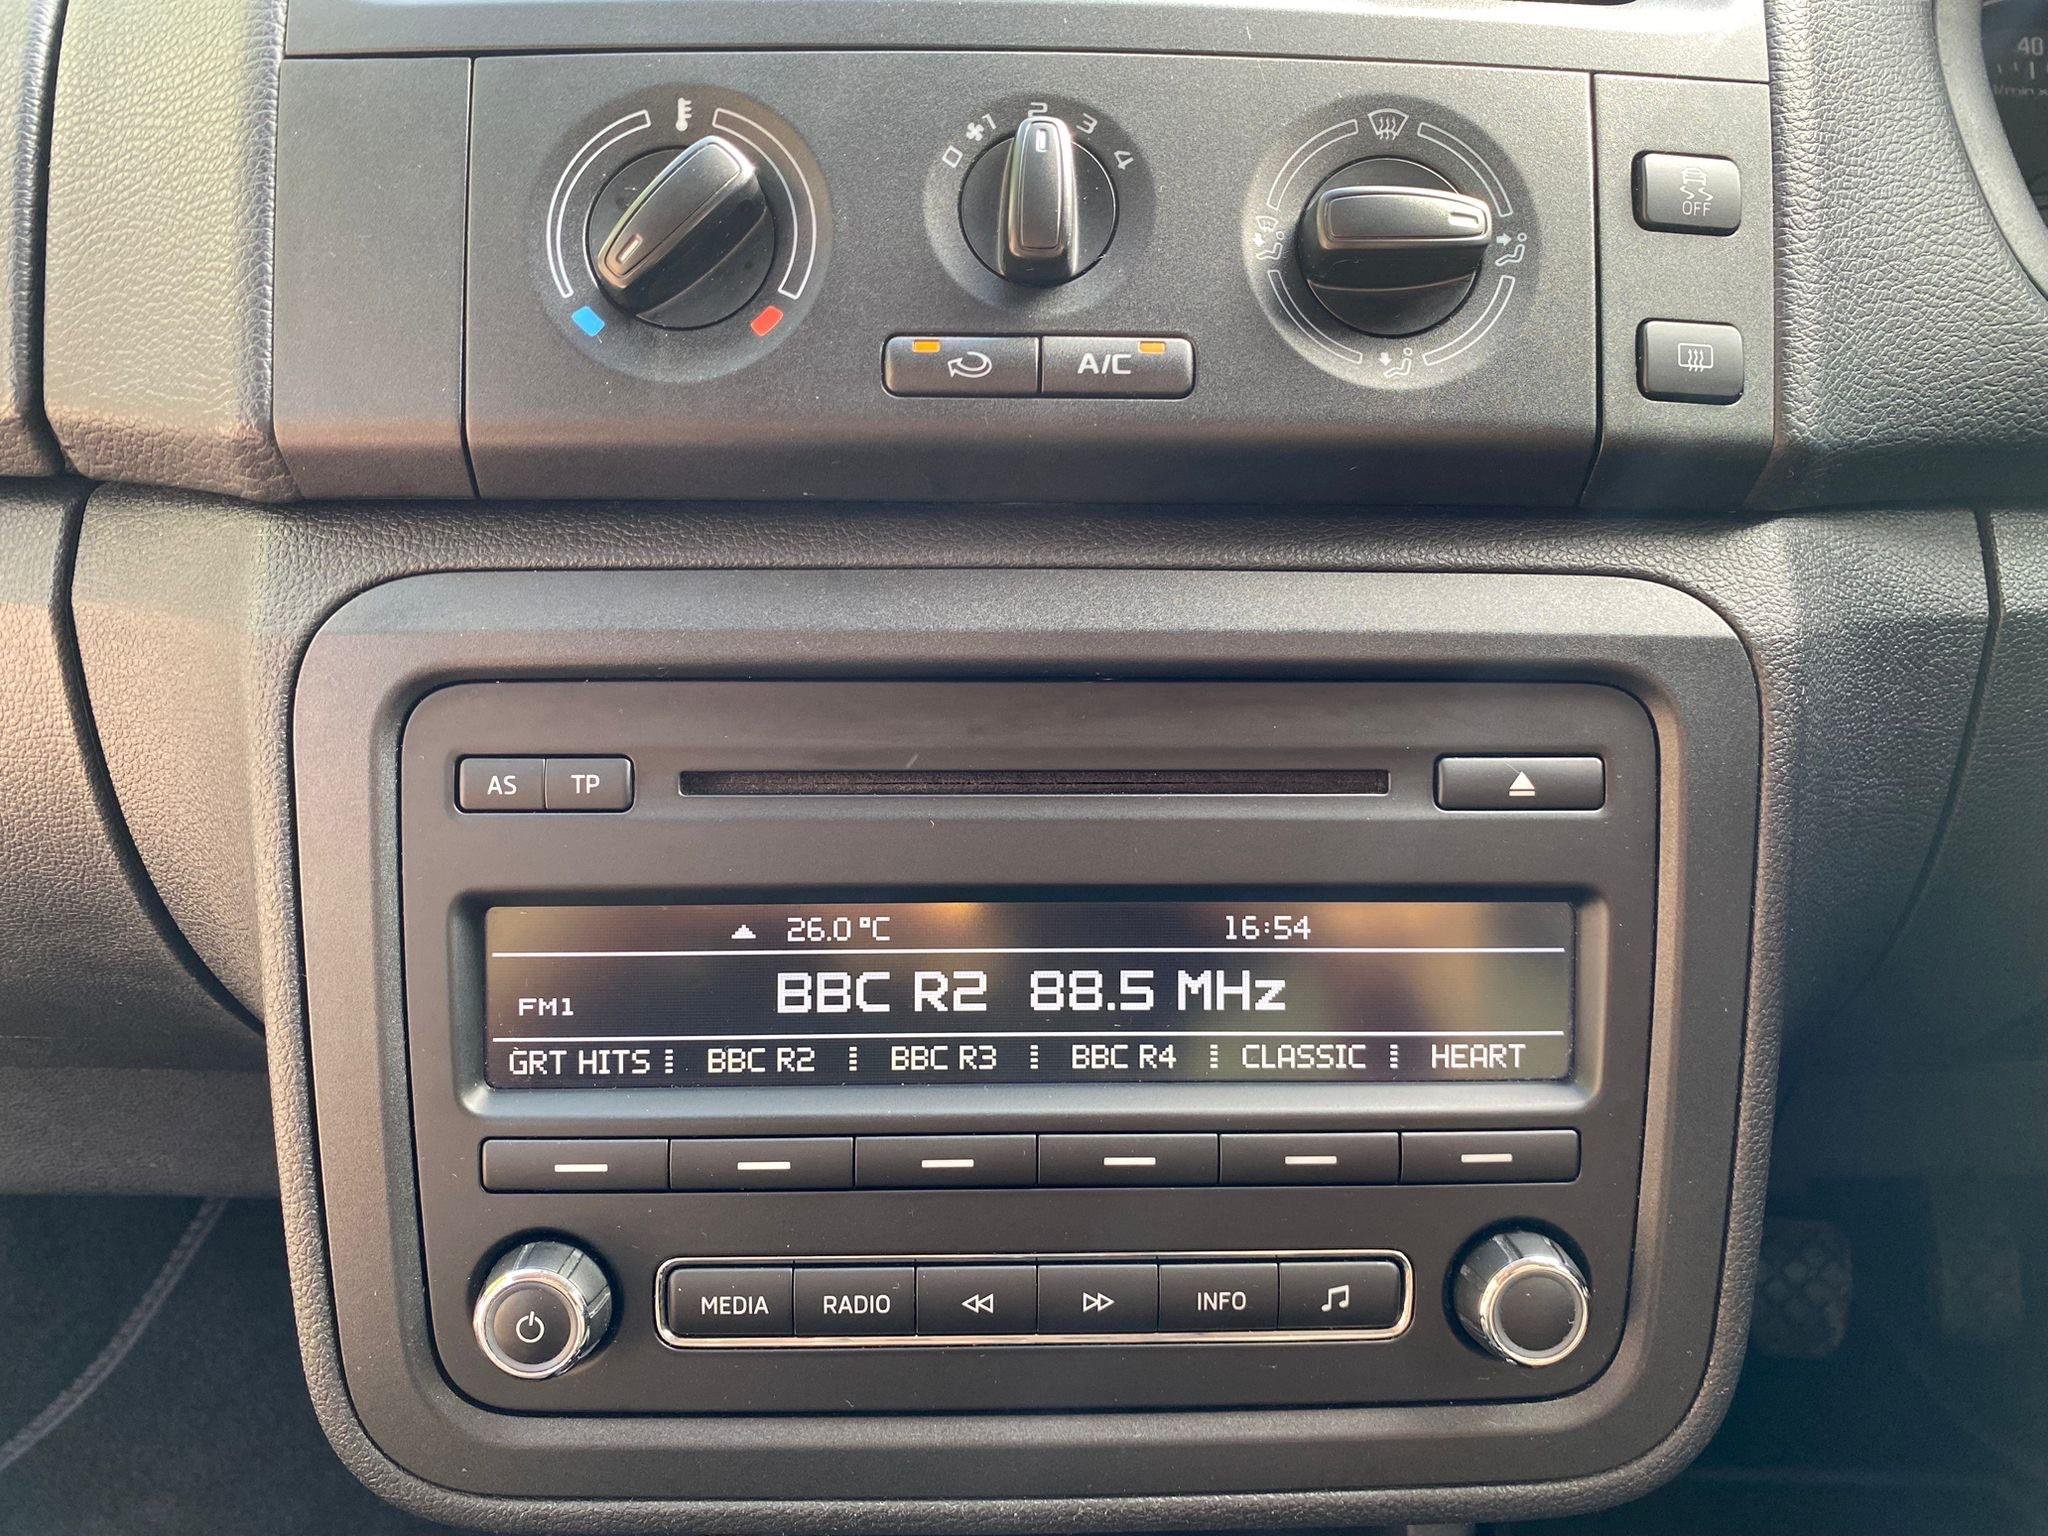 40
0 1 2 3 4
OFF
A/C
AS TP
26.0 °C 16:54
FM1 BBC R2 88.5 MHz
GRT HITS BBC R2 BBC R3 BBC R4 CLASSIC HEART
MEDIA RADIO INFO